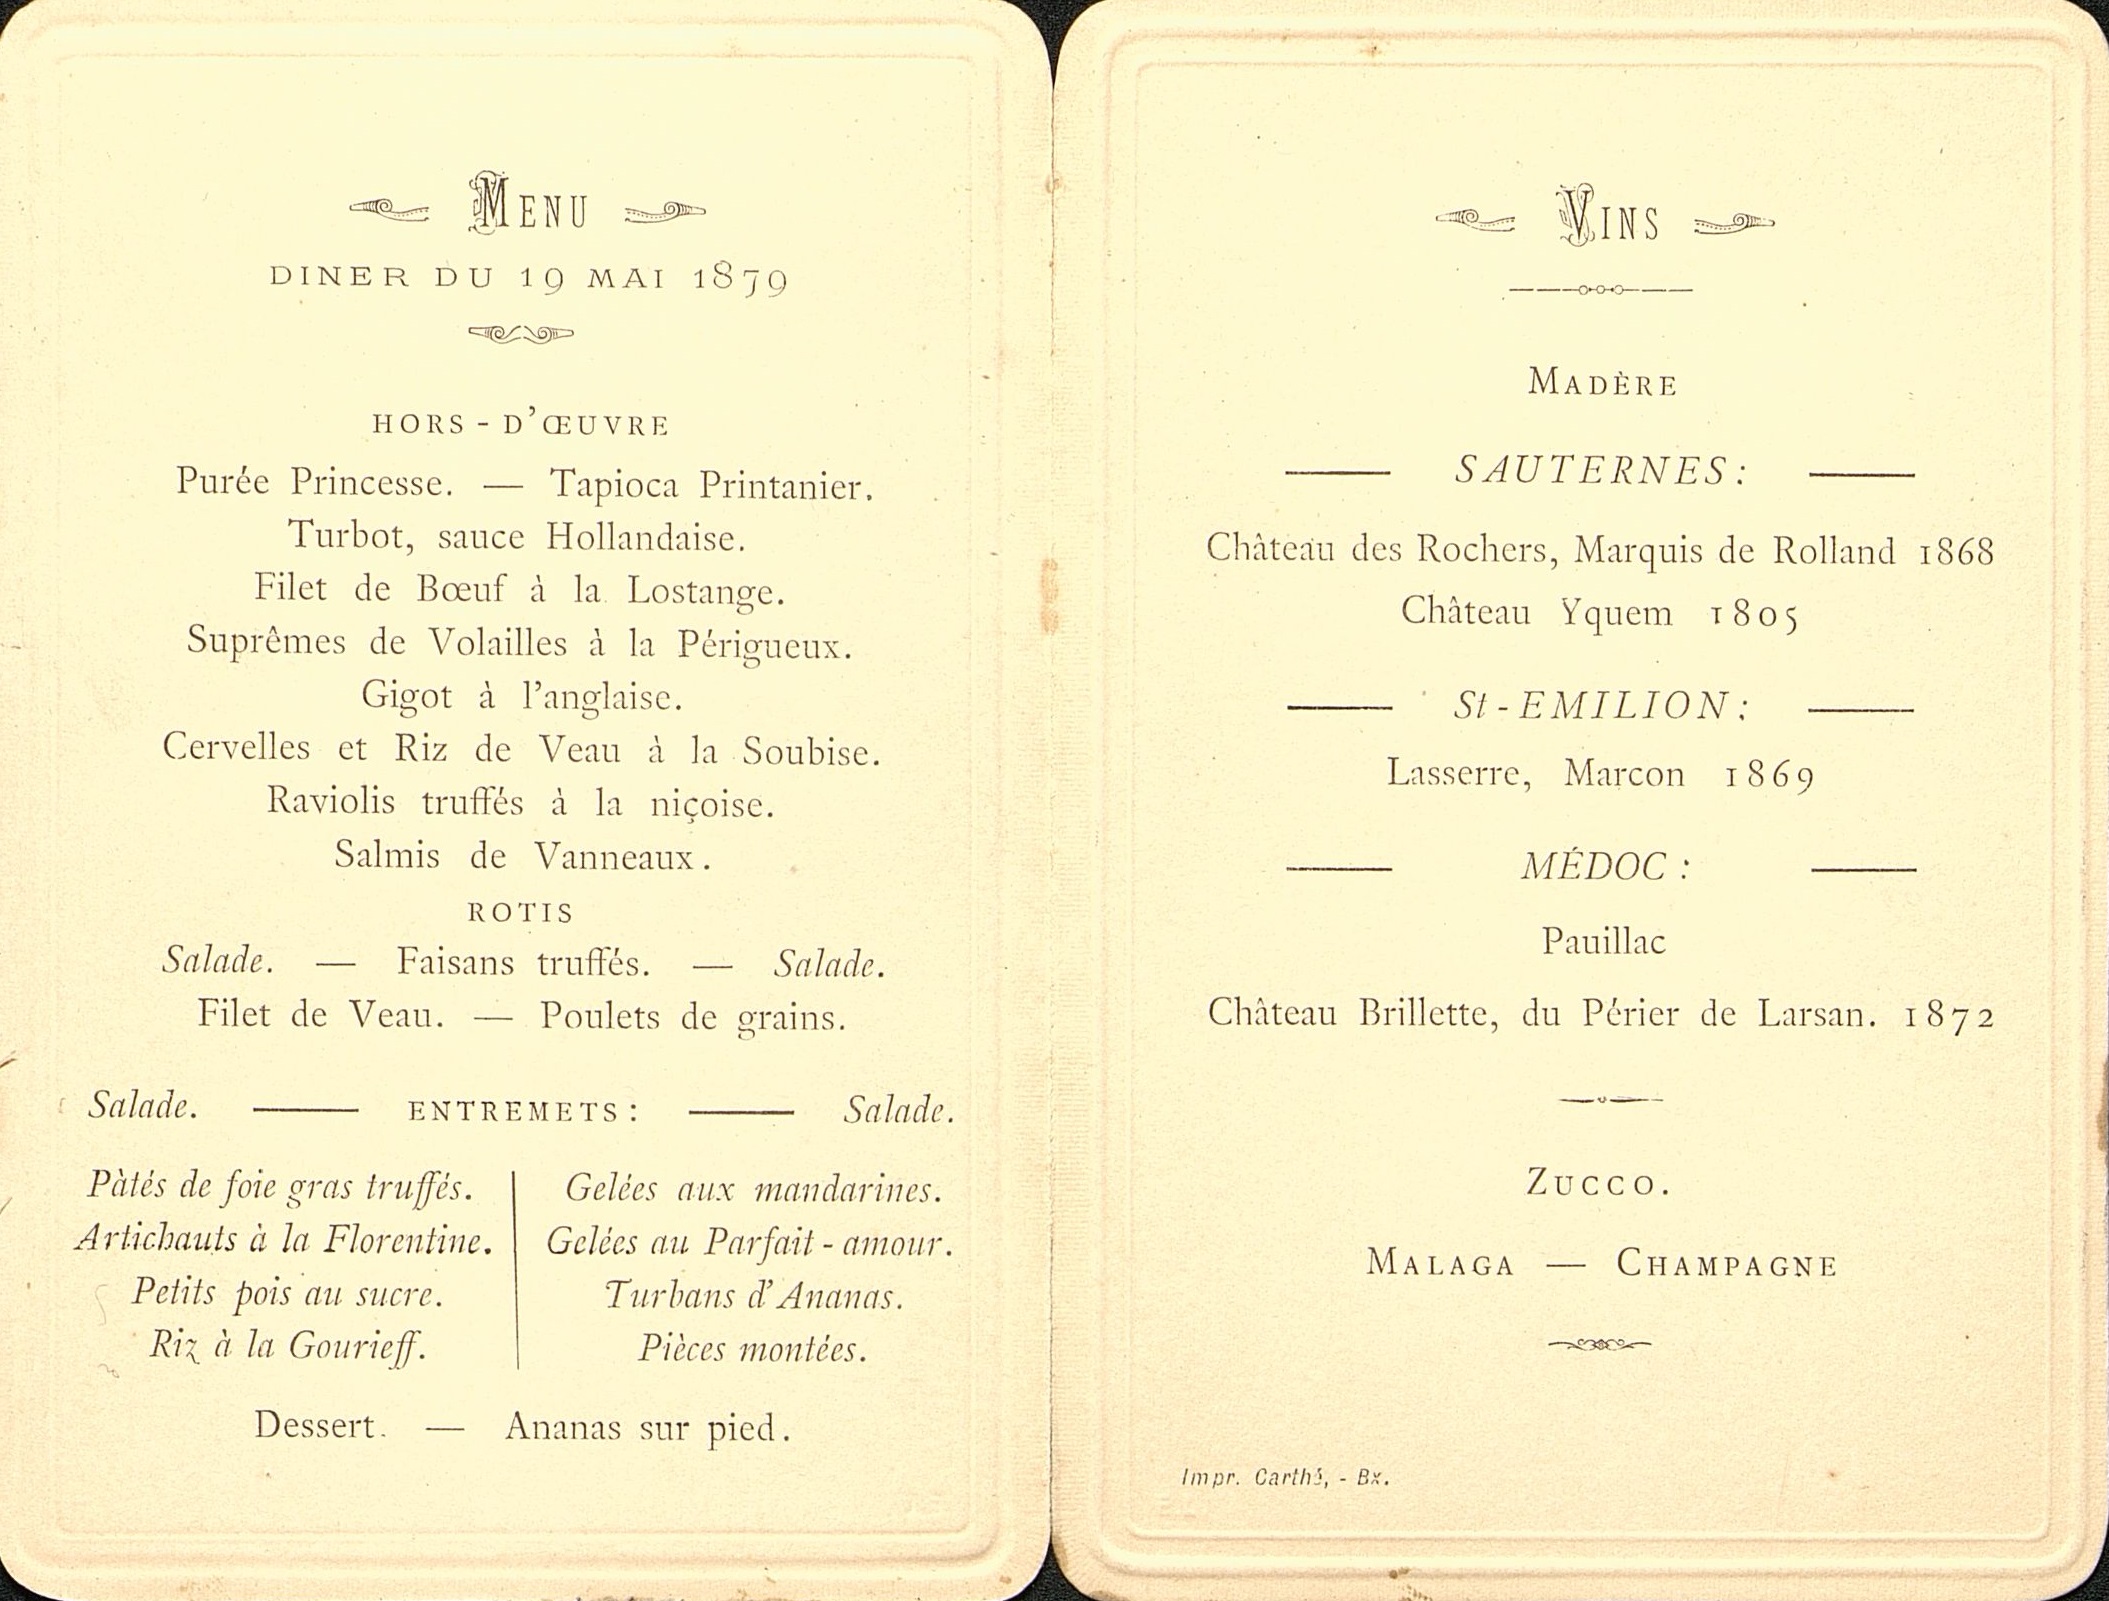 MENU
DINER DU 19 MAI 1879
HORS-D'ŒUVRE
Purée Princesse. — Tapioca Printanier.
Turbot, sauce Hollandaise.
Filet de Bœuf à la Lostange.
Suprêmes de Volailles à la Périgueux.
Gigot à l'anglaise.
Cervelles et Riz de Veau à la Soubise.
Raviolis truffés à la niçoise.
Salmis de Vanneaux.
ROTIS
Salade. — Faisans truffés. — Salade.
Filet de Veau. — Poulets de grains.
Salade. — ENTREMETS: — Salade.
Pàtés de foie gras truffés.
Artichauts à la Florentine.
Petits pois au sucre.
Riz à la Gourieff.
Gelées aux mandarines.
Gelées au Parfait-amour.
Turbans d'Ananas.
Pièces montées.
Dessert. — Ananas sur pied.
VINS
MADÈRE
— SAUTERNES: —
Château des Rochers, Marquis de Rolland 1868
Château Yquem 1805
— St-EMILION: —
Lasserre, Marcon 1869
— MÉDOC: —
Pauillac
Château Brillette, du Périer de Larsan. 1872
ZUCCO.
MALAGA — CHAMPAGNE
Impr. Carthé, - Bx.